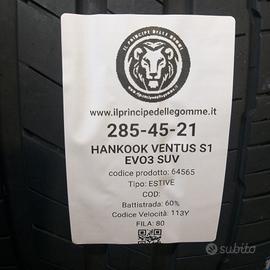 IL PRINCIPE DELLE GOMME
www.ilprincipedellegomme.it
285-45-21
HANKOOK VENTUS S1
EVO3 SUV
codice prodotto: 64565
Tipo: ESTIVE
COD:
Battistrada: 60%
Codice Velocità: 113Y
FILA: 80
subito